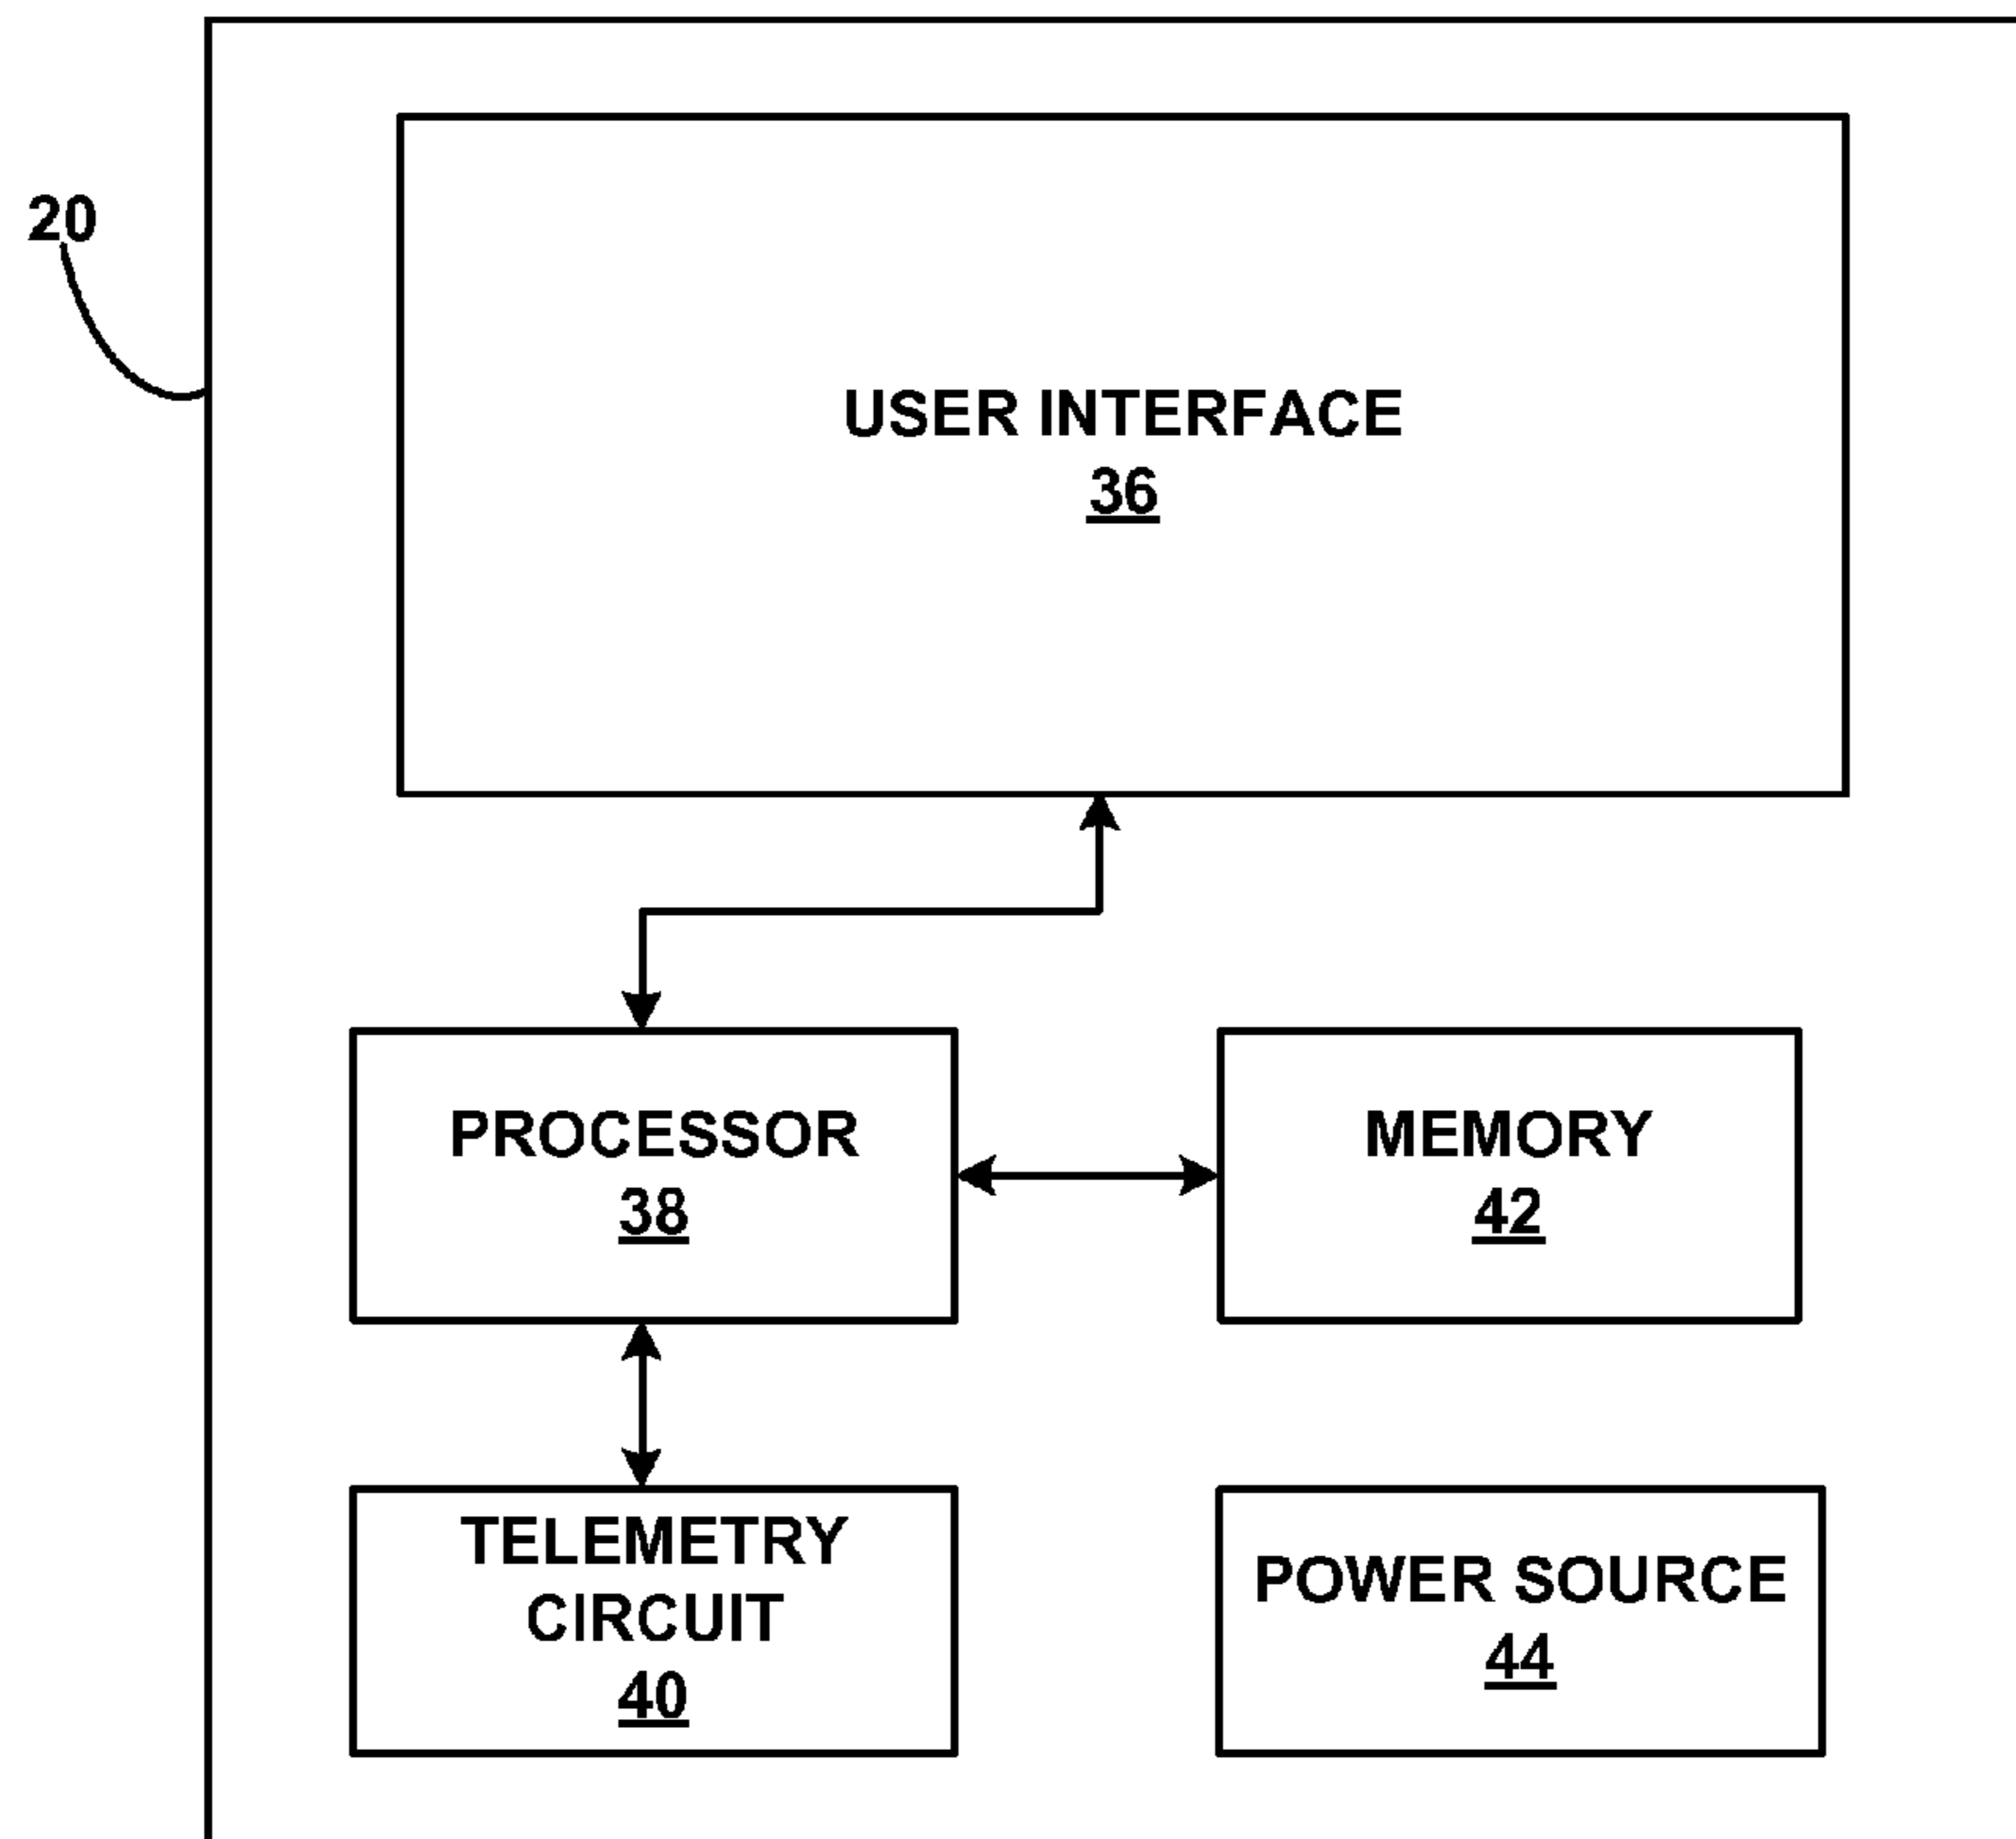 20
USER INTERFACE
36
PROCESSOR
38
MEMORY
42
TELEMETRY
CIRCUIT
40
POWER SOURCE
44